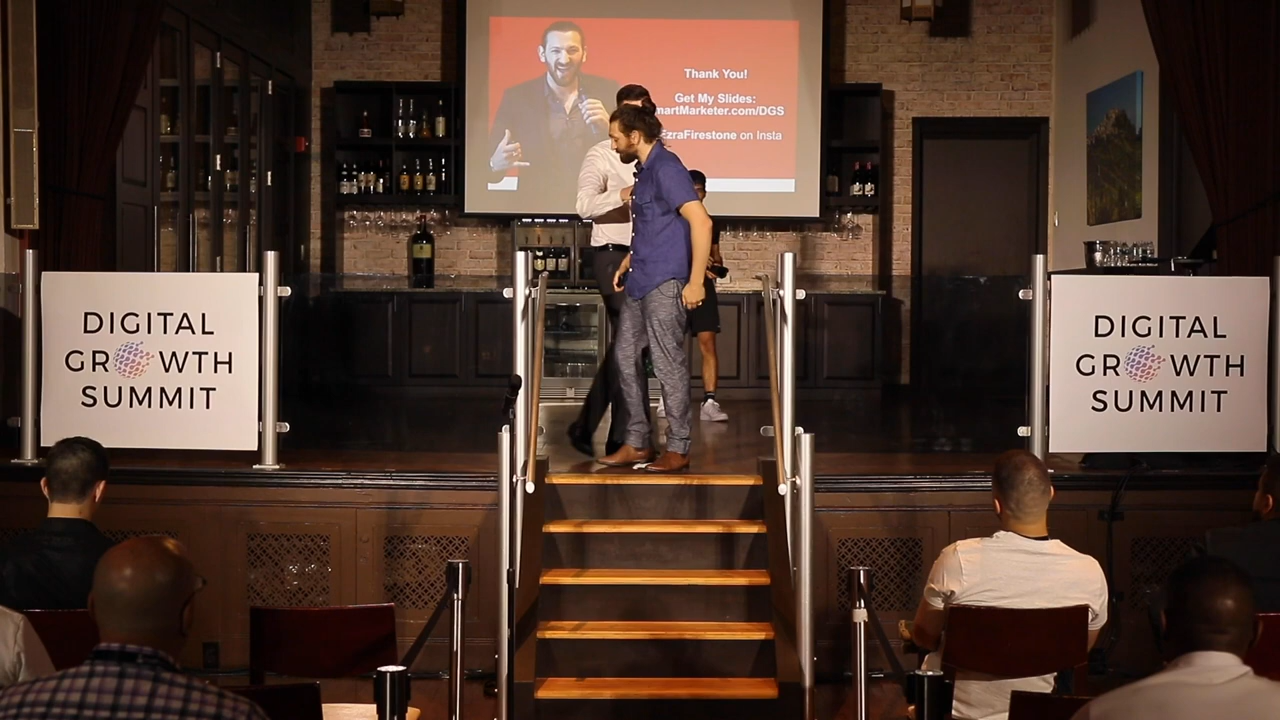 Thank You!
Get My Slides:
martMarketer.com/DGS
EzraFirestone on Insta
DIGITAL
GROWTH
SUMMIT
DIGITAL
GROWTH
SUMMIT